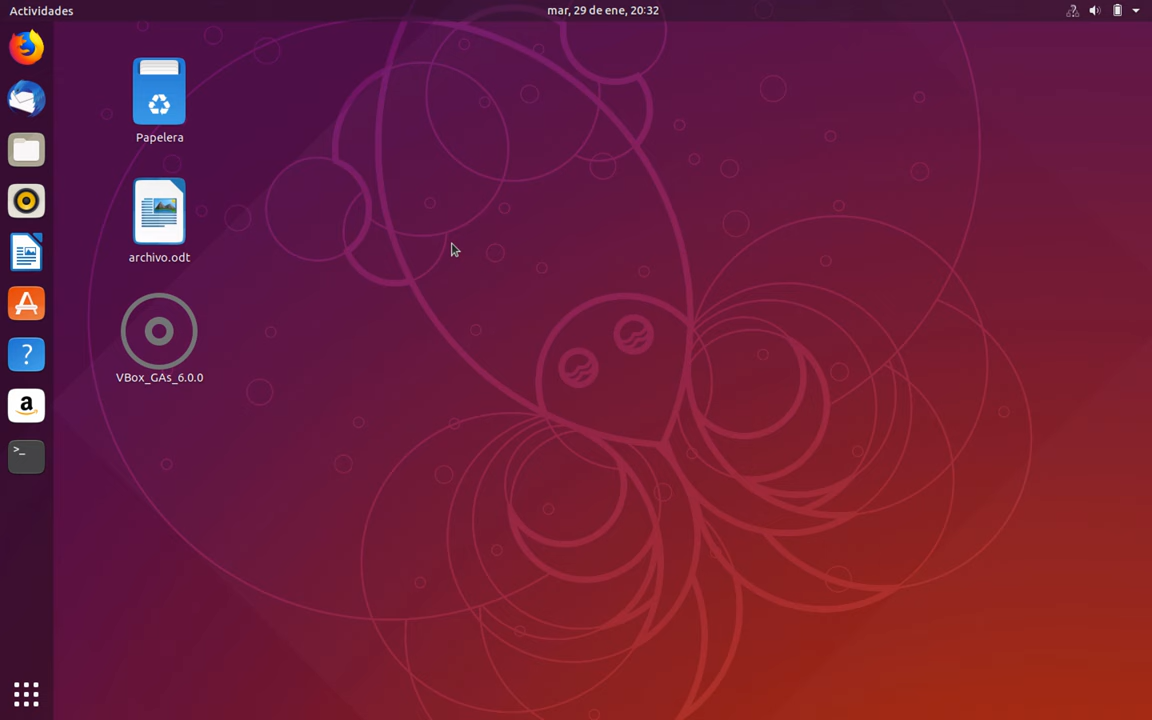 Actividades
mar, 29 de ene, 20:32
Papelera
archivo.odt
VBox_GAs_6.0.0
?
a
>_